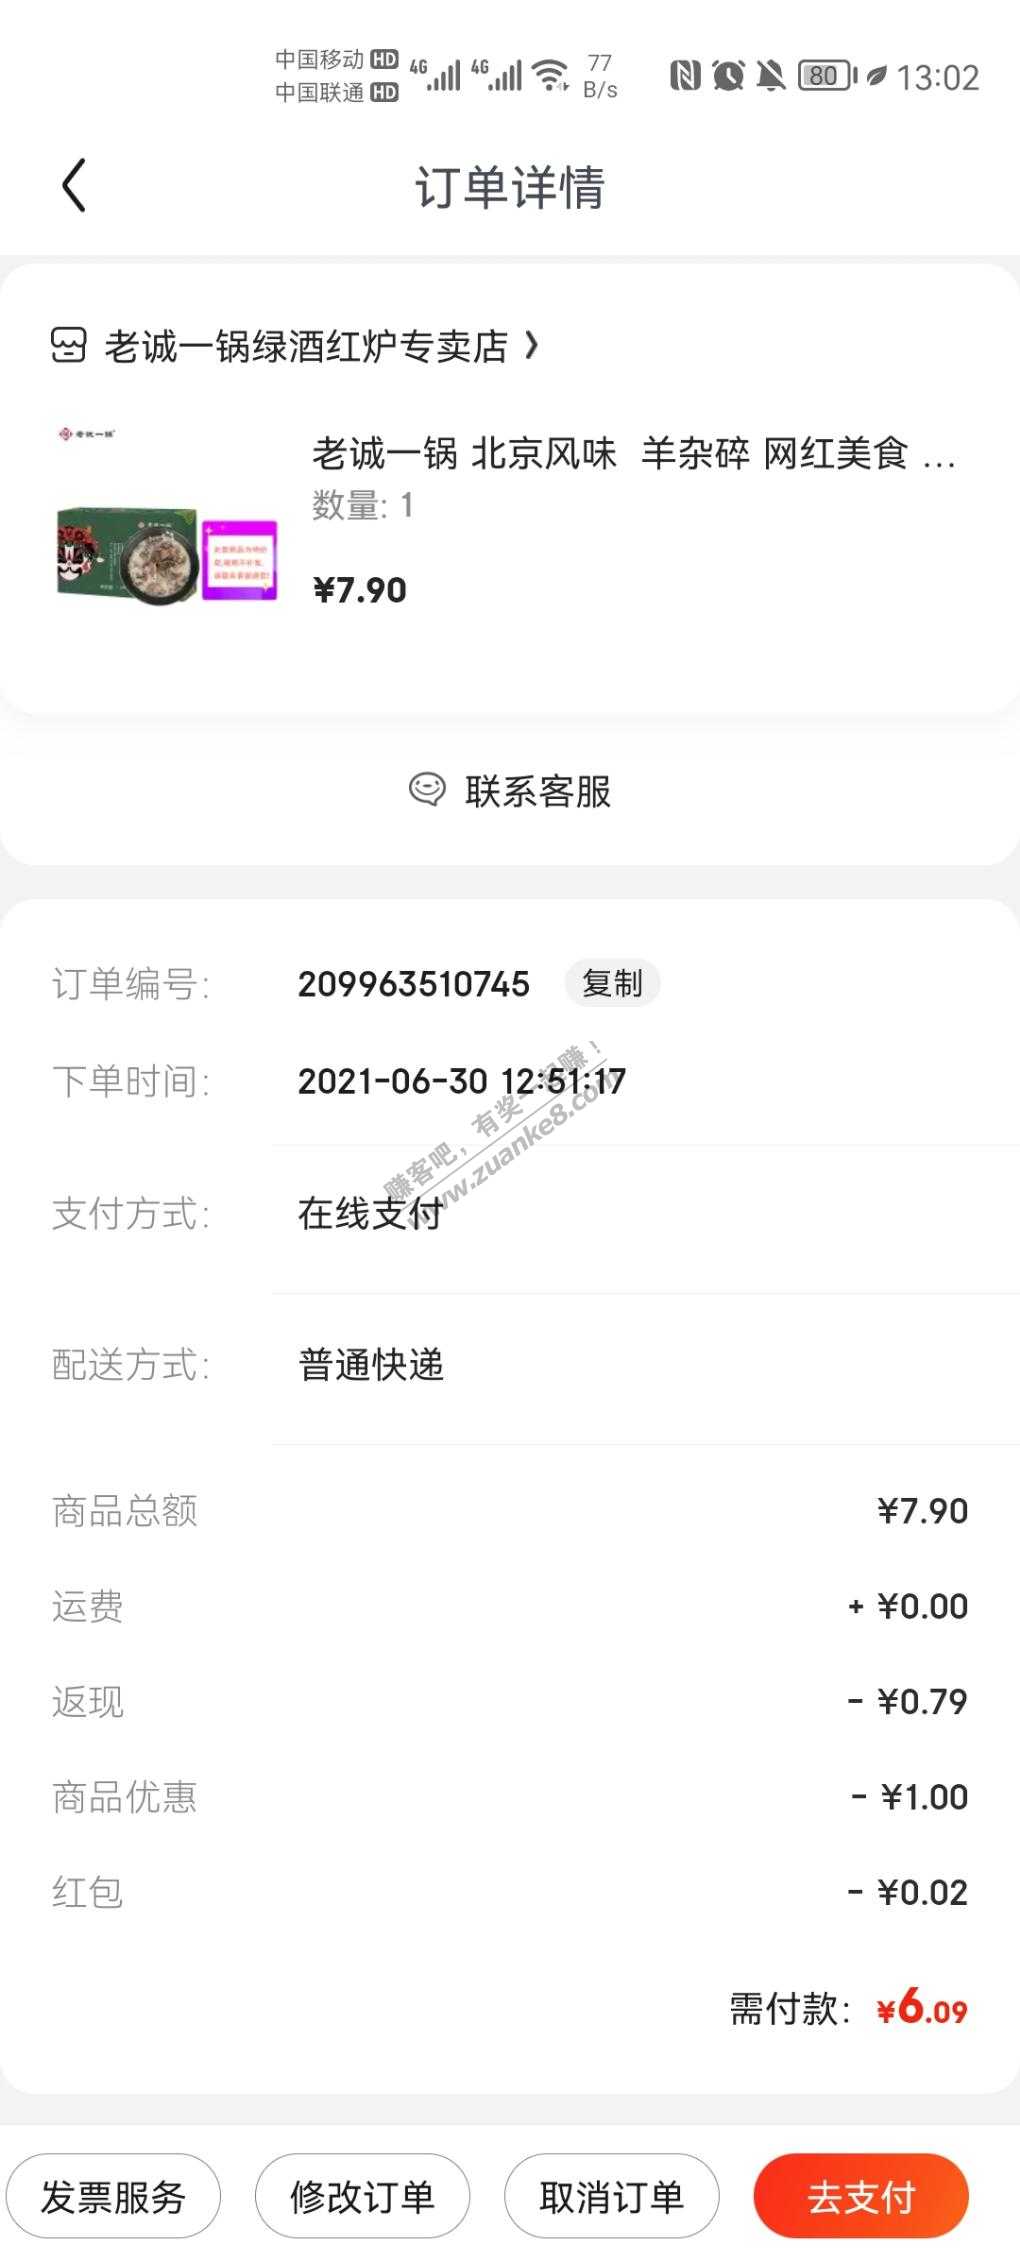 中国移动 HD 4G 4G 77 80 13:02
中国联通 HD B/s
订单详情
老诚一锅绿酒红炉专卖店
老诚一锅
老诚一锅 北京风味 羊杂碎 网红美食 ...
数量: 1
¥7.90
联系客服
订单编号: 209963510745 复制
下单时间: 2021-06-30 12:51:17
赚客吧，有奖一起赚！
www.zuanke8.com
支付方式: 在线支付
配送方式: 普通快递
商品总额 ¥7.90
运费 + ¥0.00
返现 - ¥0.79
商品优惠 - ¥1.00
红包 - ¥0.02
需付款: ¥6.09
发票服务 修改订单 取消订单 去支付